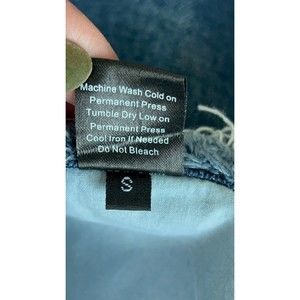 Machine Wash Cold on
Permanent Press
Tumble Dry Low on
Permanent Press
Cool Iron If Needed
Do Not Bleach
S